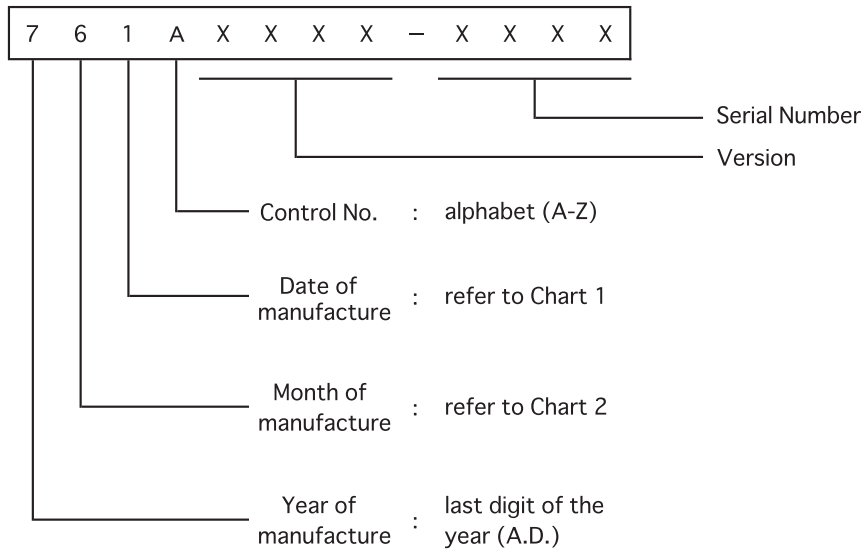 7 6 1 A X X X X – X X X X
Serial Number
Version
Control No. : alphabet (A-Z)
Date of
manufacture : refer to Chart 1
Month of
manufacture : refer to Chart 2
Year of
manufacture : last digit of the
year (A.D.)